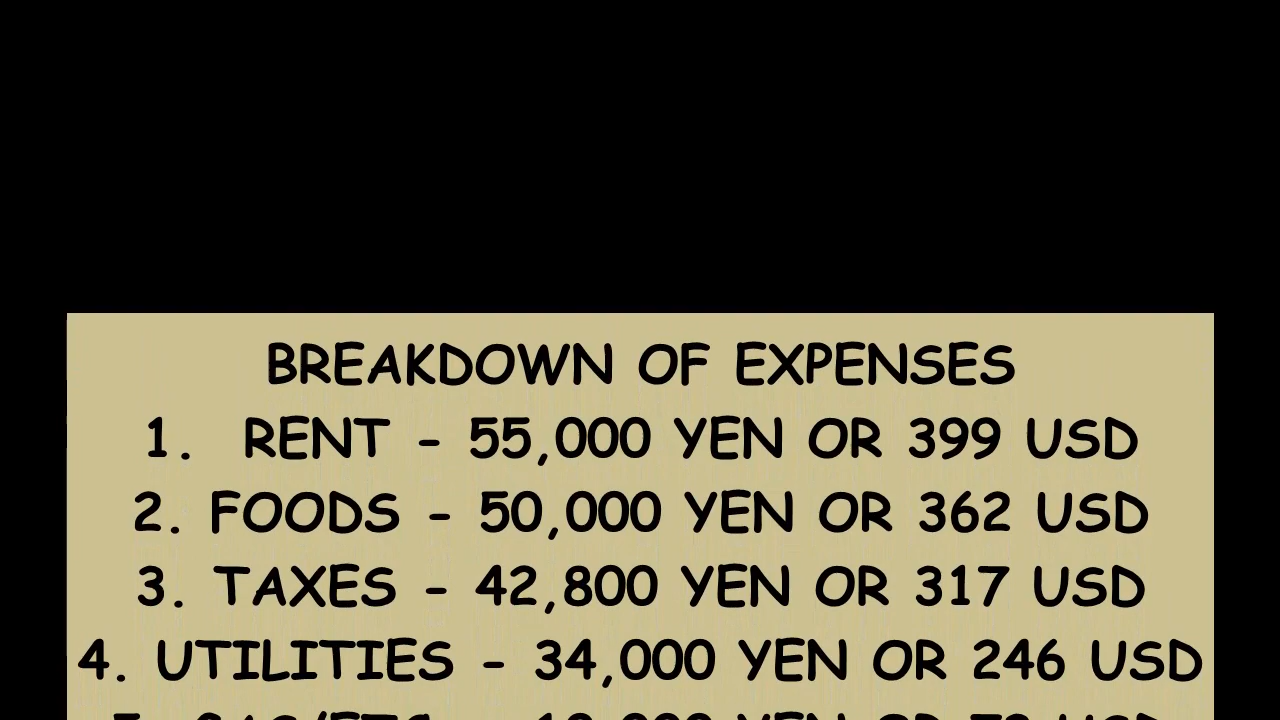 BREAKDOWN OF EXPENSES
1. RENT - 55,000 YEN OR 399 USD
2. FOODS - 50,000 YEN OR 362 USD
3. TAXES - 42,800 YEN OR 317 USD
4. UTILITIES - 34,000 YEN OR 246 USD